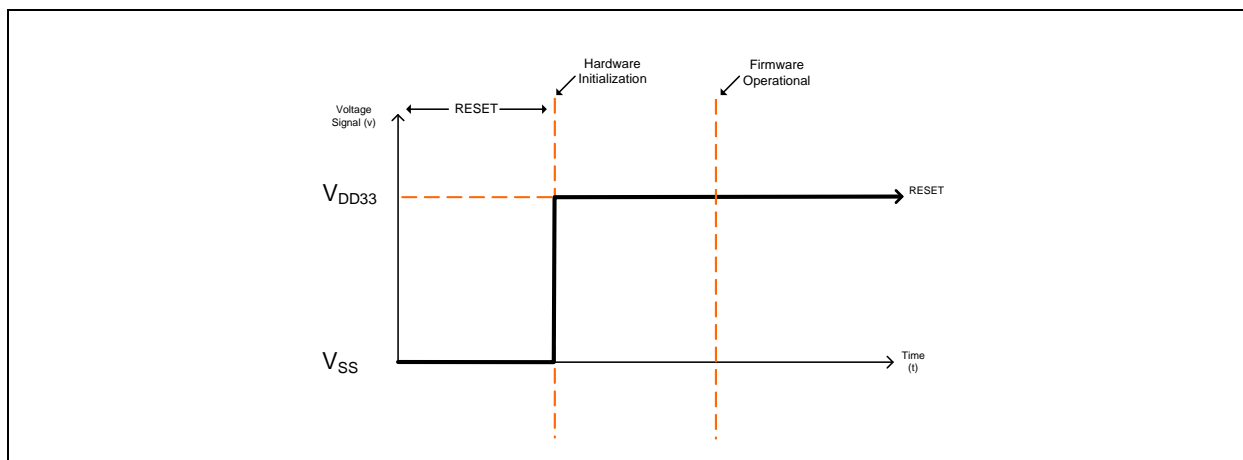 Hardware
Initialization
Firmware
Operational
RESET
Voltage
Signal (v)
VDD33
RESET
VSS
Time
(t)